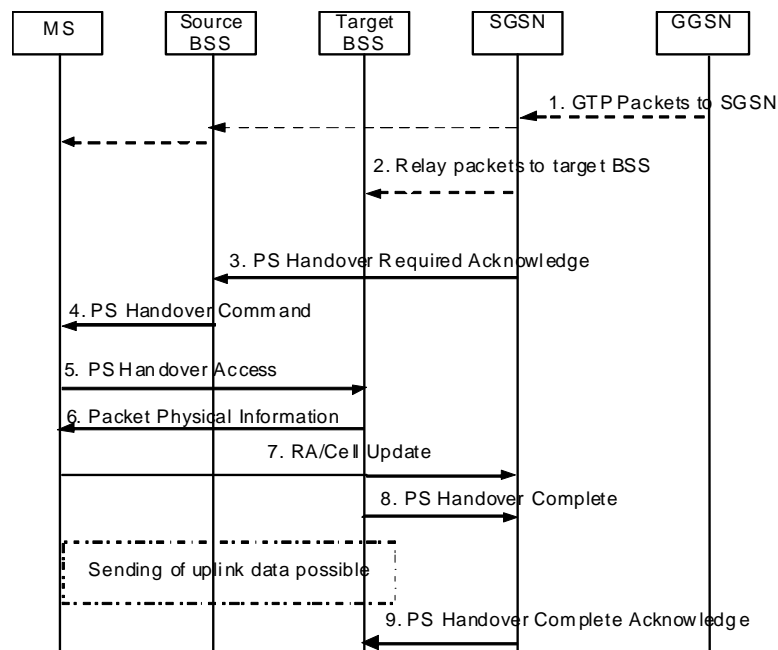 MS
Source
BSS
Target
BSS
SGSN
GGSN
1. GTP Packets to SGSN
2. Relay packets to target BSS
3. PS Handover Required Acknowledge
4. PS Handover Command
5. PS Handover Access
6. Packet Physical Information
7. RA/Cell Update
8. PS Handover Complete
Sending of uplink data possible
9. PS Handover Complete Acknowledge